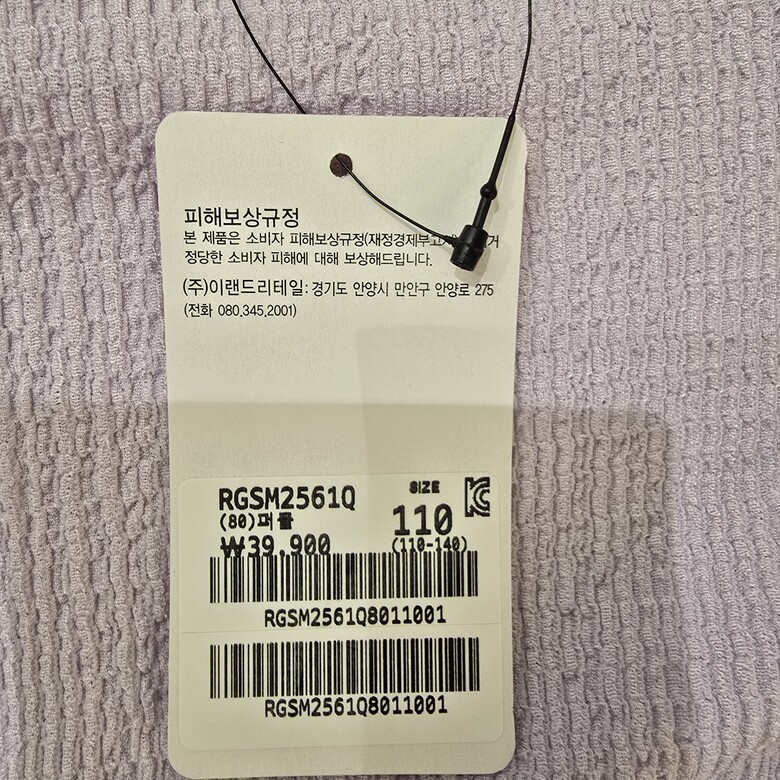 피해보상규정
본 제품은 소비자 피해보상규정(재정경제부고시)
정당한 소비자 피해에 대해 보상해드립니다.
(주)이랜드리테일: 경기도 안양시 만안구 안양로 275
(전화 080.345.2001)
RGSM2561Q
SIZE
(80)퍼플
110
₩39,900
(110-140)
RGSM2561Q8011001
RGSM2561Q8011001